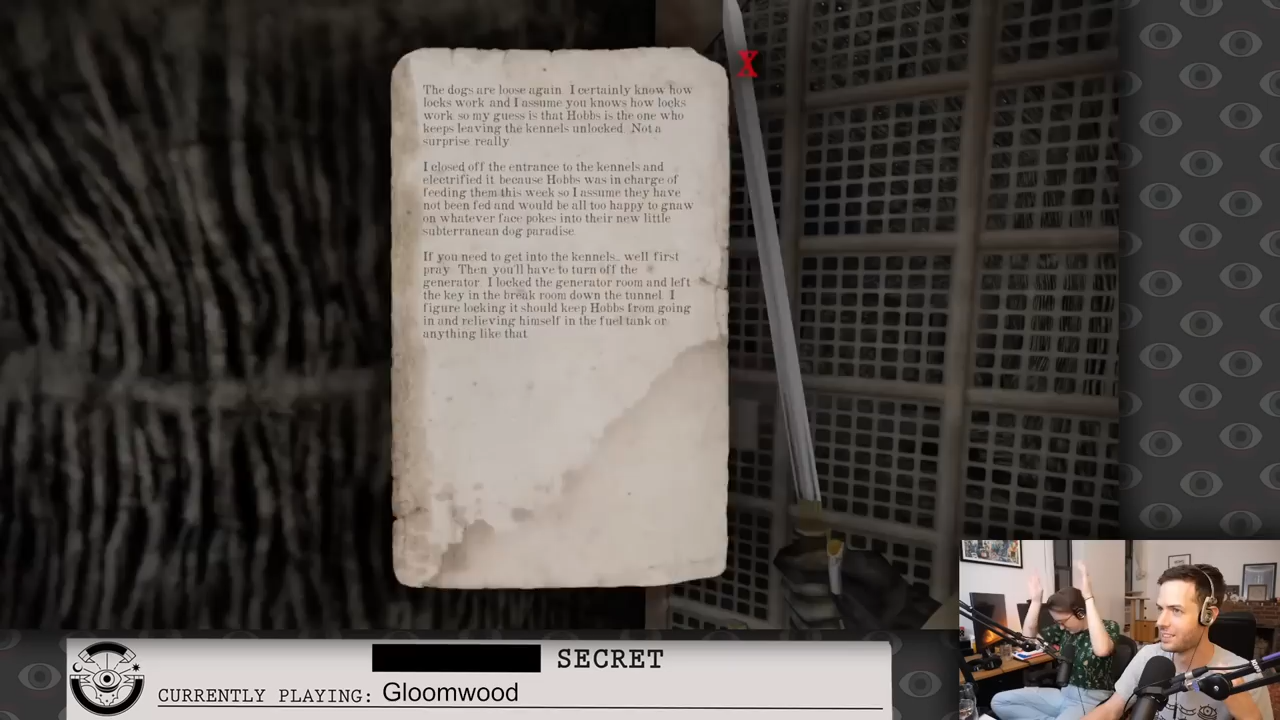 X
The dogs are loose again. I certainly know how
locks work and I assume you knows how locks
work so my guess is that Hobbs is the one who
keeps leaving the kennels unlocked. Not a
surprise really.
I closed off the entrance to the kennels and
electrified it because Hobbs was in charge of
feeding them this week so I assume they have
not been fed and would be all too happy to gnaw
on whatever face pokes into their new little
subterranean dog paradise.
If you need to get into the kennels... well first
pray. Then you'll have to turn off the
generator. I locked the generator room and left
the key in the break room down the tunnel. I
figure locking it should keep Hobbs from going
in and relieving himself in the fuel tank or
anything like that.
SECRET
CURRENTLY PLAYING: Gloomwood